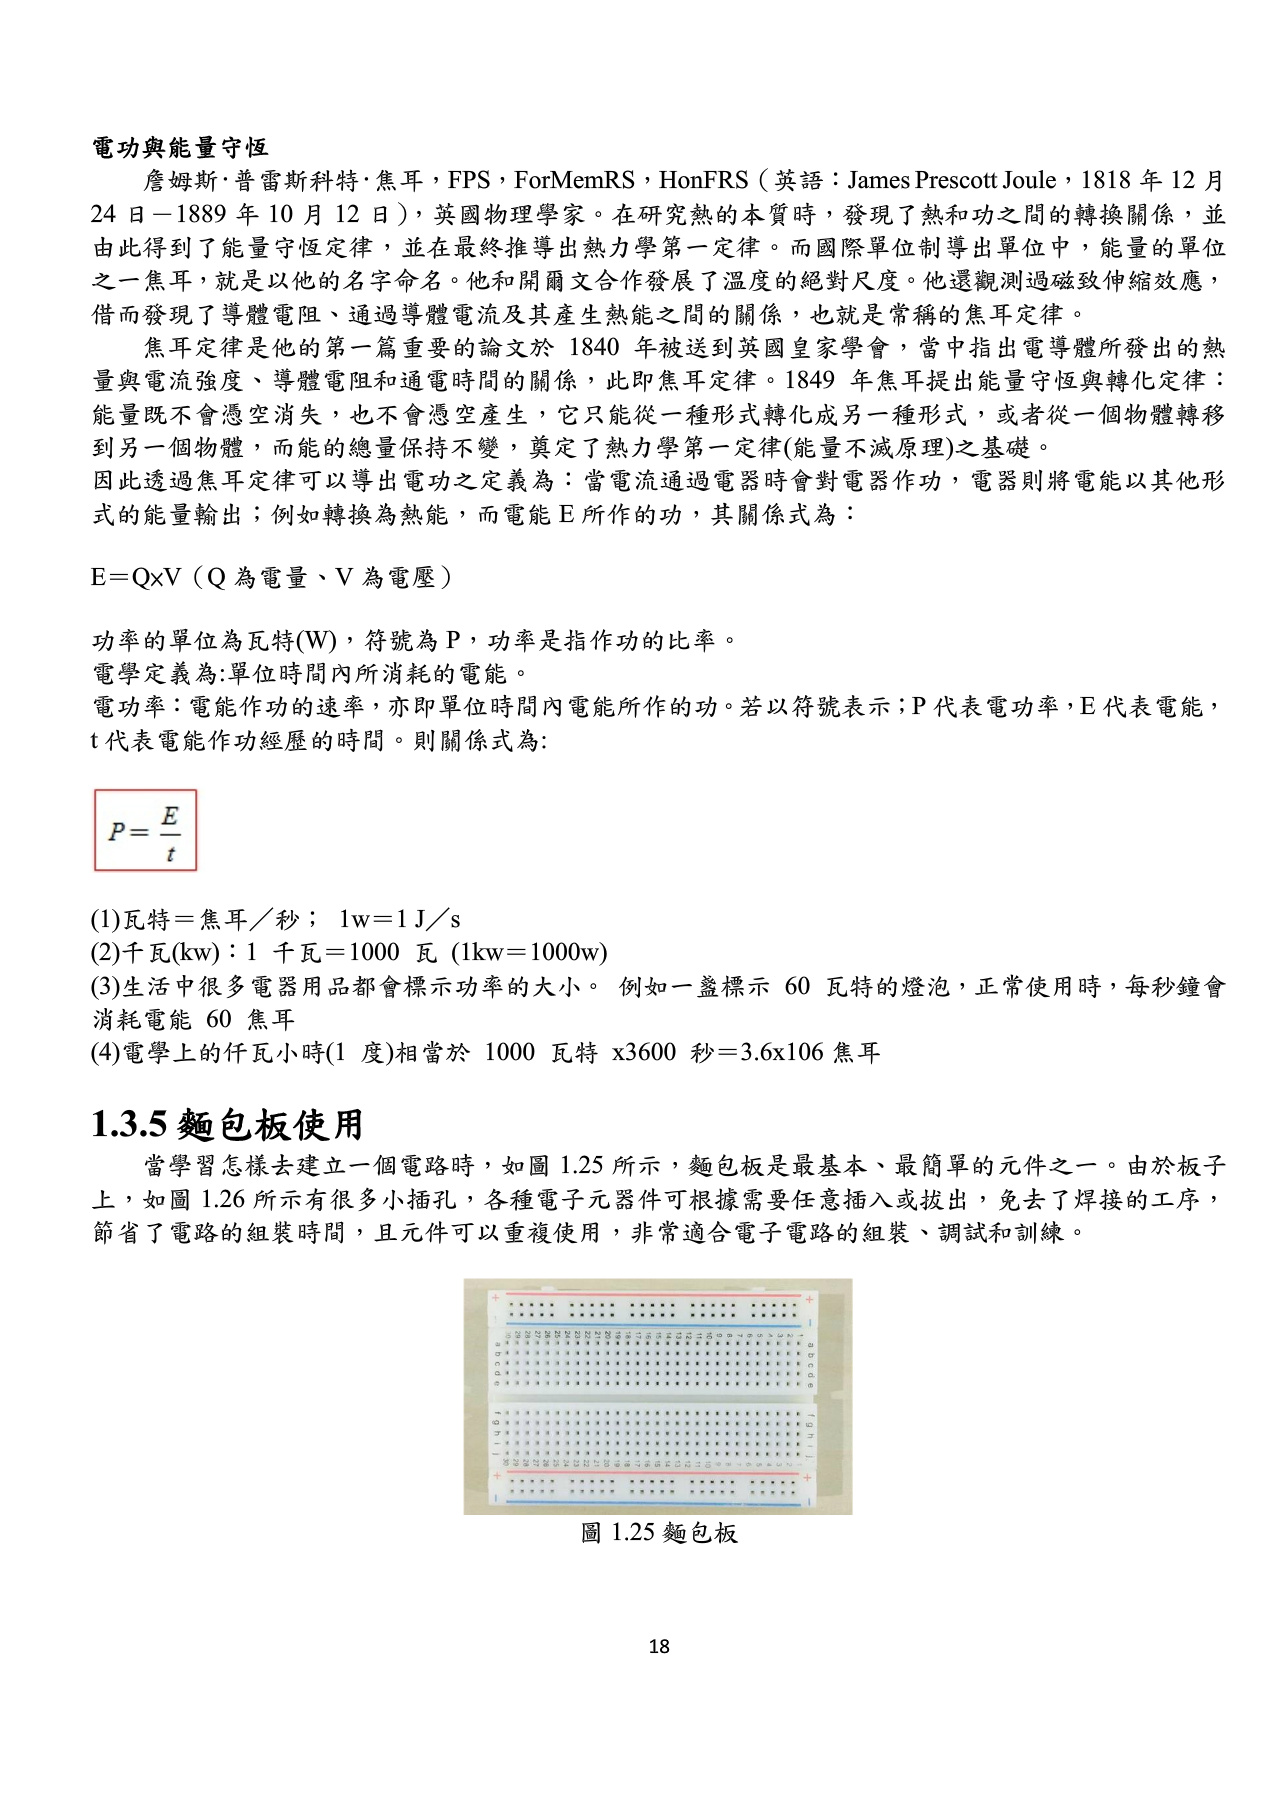 電功與能量守恆
詹姆斯·普雷斯科特·焦耳，FPS，ForMemRS，HonFRS（英語：James Prescott Joule，1818 年 12 月
24 日－1889 年 10 月 12 日），英國物理學家。在研究熱的本質時，發現了熱和功之間的轉換關係，並
由此得到了能量守恆定律，並在最終推導出熱力學第一定律。而國際單位制導出單位中，能量的單位
之一焦耳，就是以他的名字命名。他和開爾文合作發展了溫度的絕對尺度。他還觀測過磁致伸縮效應，
借而發現了導體電阻、通過導體電流及其產生熱能之間的關係，也就是常稱的焦耳定律。
焦耳定律是他的第一篇重要的論文於 1840 年被送到英國皇家學會，當中指出電導體所發出的熱
量與電流強度、導體電阻和通電時間的關係，此即焦耳定律。1849 年焦耳提出能量守恆與轉化定律：
能量既不會憑空消失，也不會憑空產生，它只能從一種形式轉化成另一種形式，或者從一個物體轉移
到另一個物體，而能的總量保持不變，奠定了熱力學第一定律(能量不滅原理)之基礎。
因此透過焦耳定律可以導出電功之定義為：當電流通過電器時會對電器作功，電器則將電能以其他形
式的能量輸出；例如轉換為熱能，而電能 E 所作的功，其關係式為：
E＝Q×V（Q 為電量、V 為電壓）
功率的單位為瓦特(W)，符號為 P，功率是指作功的比率。
電學定義為:單位時間內所消耗的電能。
電功率：電能作功的速率，亦即單位時間內電能所作的功。若以符號表示；P 代表電功率，E 代表電能，
t 代表電能作功經歷的時間。則關係式為:
P = E/t
(1)瓦特＝焦耳／秒； 1w＝1 J／s
(2)千瓦(kw)：1 千瓦＝1000 瓦 (1kw＝1000w)
(3)生活中很多電器用品都會標示功率的大小。 例如一盞標示 60 瓦特的燈泡，正常使用時，每秒鐘會
消耗電能 60 焦耳
(4)電學上的仟瓦小時(1 度)相當於 1000 瓦特 x3600 秒＝3.6x106 焦耳
1.3.5 麵包板使用
當學習怎樣去建立一個電路時，如圖 1.25 所示，麵包板是最基本、最簡單的元件之一。由於板子
上，如圖 1.26 所示有很多小插孔，各種電子元器件可根據需要任意插入或拔出，免去了焊接的工序，
節省了電路的組裝時間，且元件可以重複使用，非常適合電子電路的組裝、調試和訓練。
圖 1.25 麵包板
18